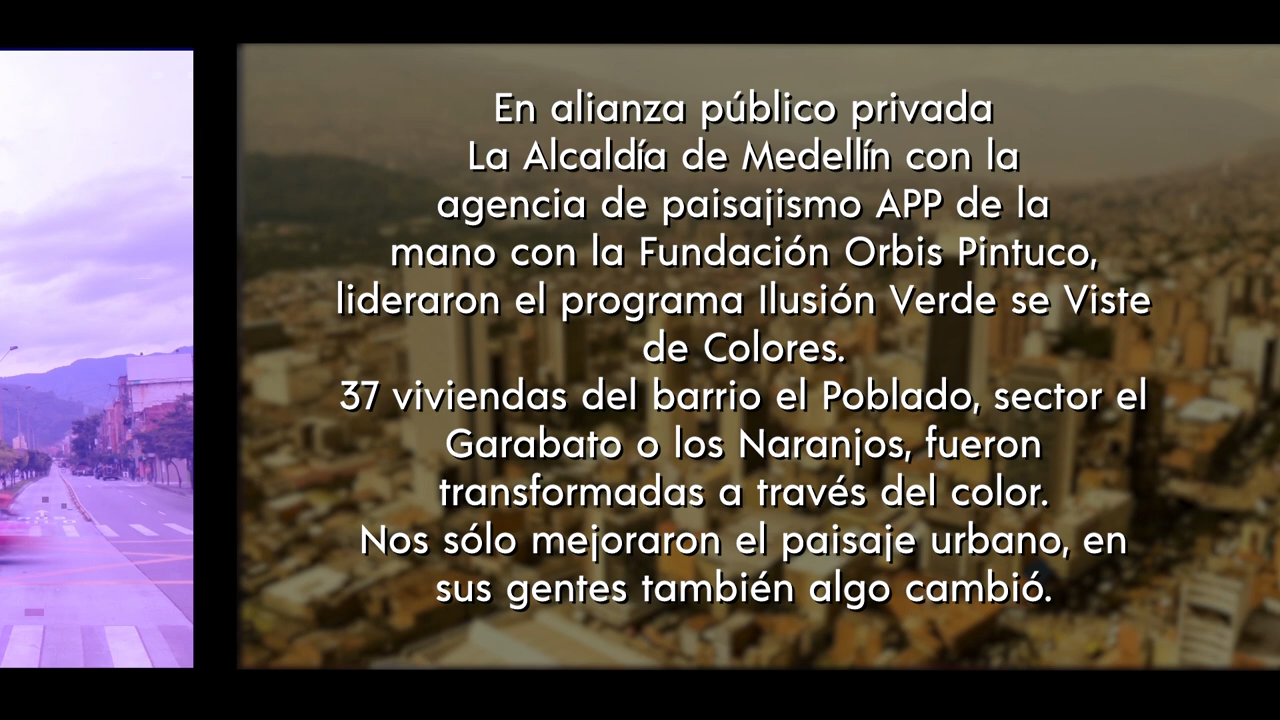 En alianza público privada
La Alcaldía de Medellín con la
agencia de paisajismo APP de la
mano con la Fundación Orbis Pintuco,
lideraron el programa Ilusión Verde se Viste
de Colores.
37 viviendas del barrio el Poblado, sector el
Garabato o los Naranjos, fueron
transformadas a través del color.
Nos sólo mejoraron el paisaje urbano, en
sus gentes también algo cambió.